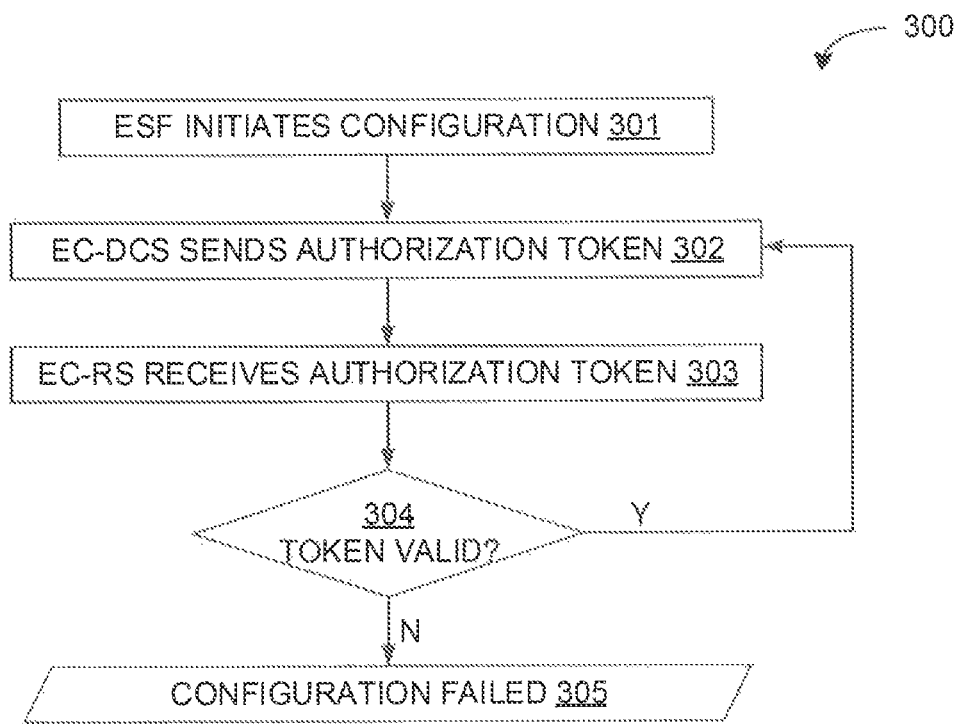 300
ESF INITIATES CONFIGURATION 301
EC-DCS SENDS AUTHORIZATION TOKEN 302
EC-RS RECEIVES AUTHORIZATION TOKEN 303
304
TOKEN VALID?
Y
N
CONFIGURATION FAILED 305